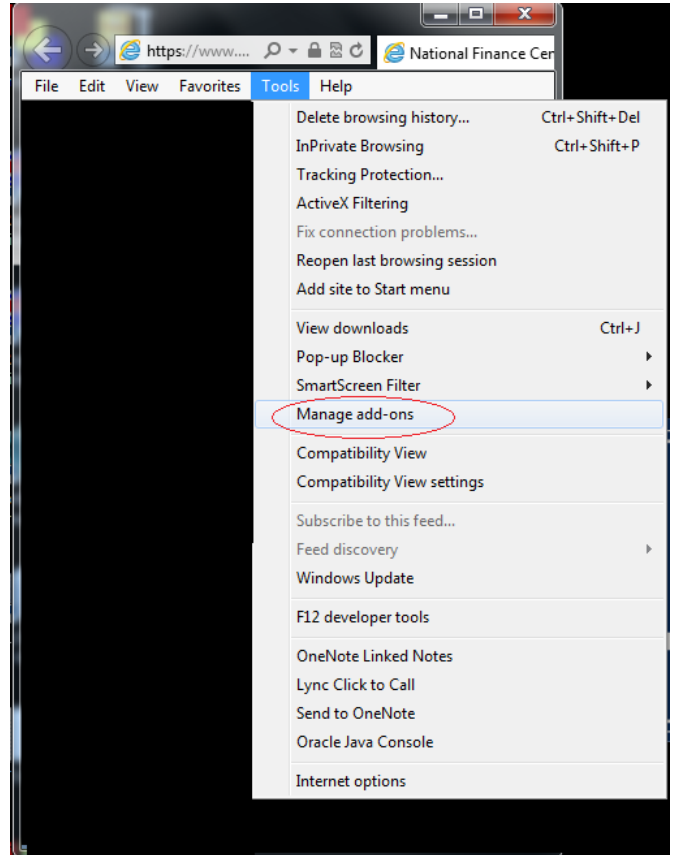 https://www....
National Finance Cen
File Edit View Favorites Tools Help
Delete browsing history... Ctrl+Shift+Del
InPrivate Browsing Ctrl+Shift+P
Tracking Protection...
ActiveX Filtering
Fix connection problems...
Reopen last browsing session
Add site to Start menu
View downloads Ctrl+J
Pop-up Blocker
SmartScreen Filter
Manage add-ons
Compatibility View
Compatibility View settings
Subscribe to this feed...
Feed discovery
Windows Update
F12 developer tools
OneNote Linked Notes
Lync Click to Call
Send to OneNote
Oracle Java Console
Internet options